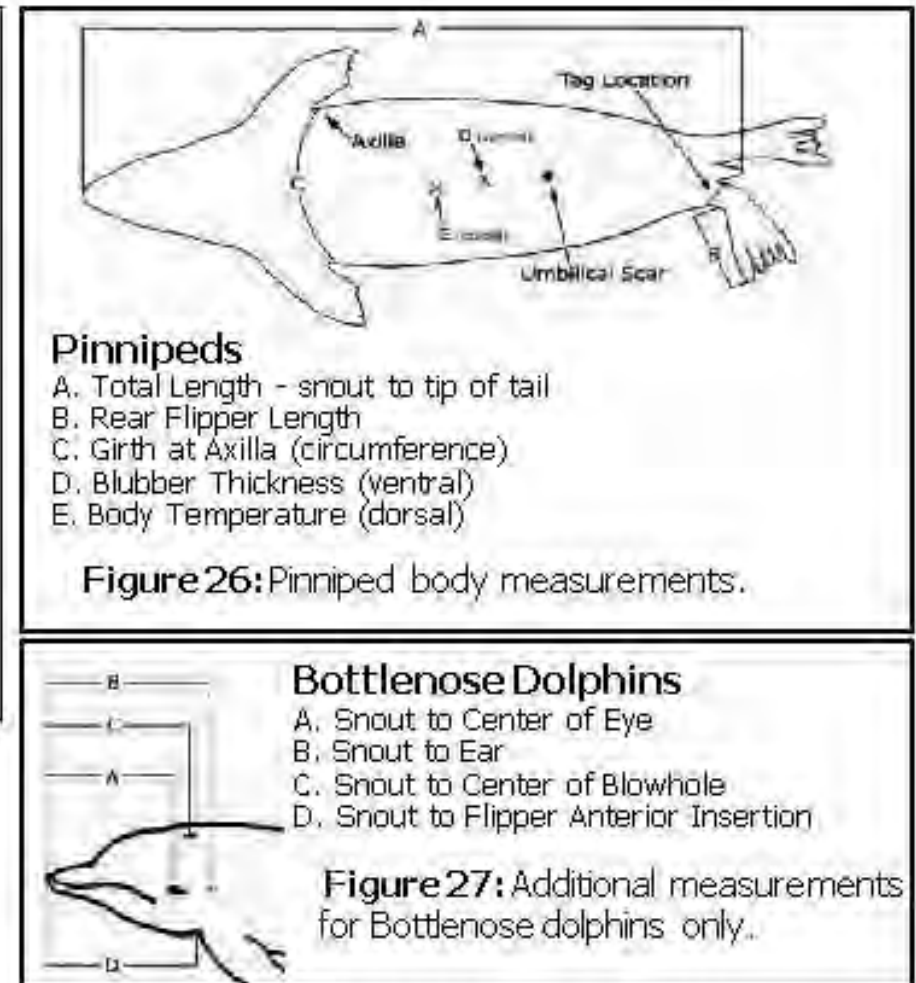 A
Tag Location
Axilla
D (ventral)
C
E (dorsal)
B
Umbilical Scar
Pinnipeds
A. Total Length - snout to tip of tail
B. Rear Flipper Length
C. Girth at Axilla (circumference)
D. Blubber Thickness (ventral)
E. Body Temperature (dorsal)
Figure 26: Pinniped body measurements.
B
C
A
D
Bottlenose Dolphins
A. Snout to Center of Eye
B. Snout to Ear
C. Snout to Center of Blowhole
D. Snout to Flipper Anterior Insertion
Figure 27: Additional measurements
for Bottlenose dolphins only..